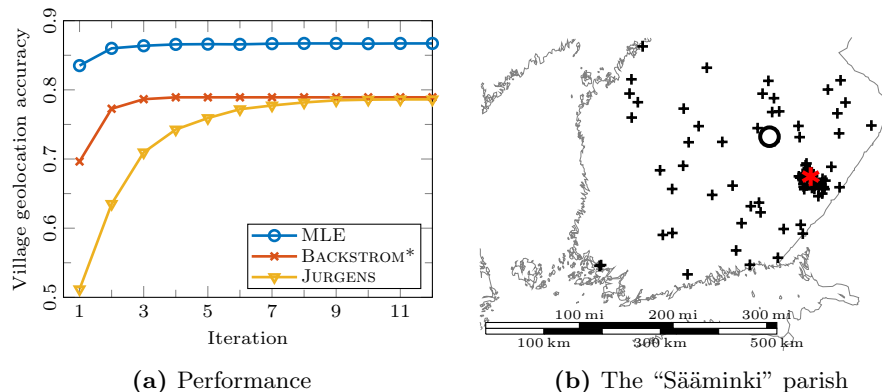 0.9
0.8
0.7
0.6
0.5
Village geolocation accuracy
MLE
BACKSTROM*
JURGENS
1 3 5 7 9 11
Iteration
(a) Performance
100 mi 200 mi 300 mi
100 km 300 km 500 km
(b) The “Sääminki” parish